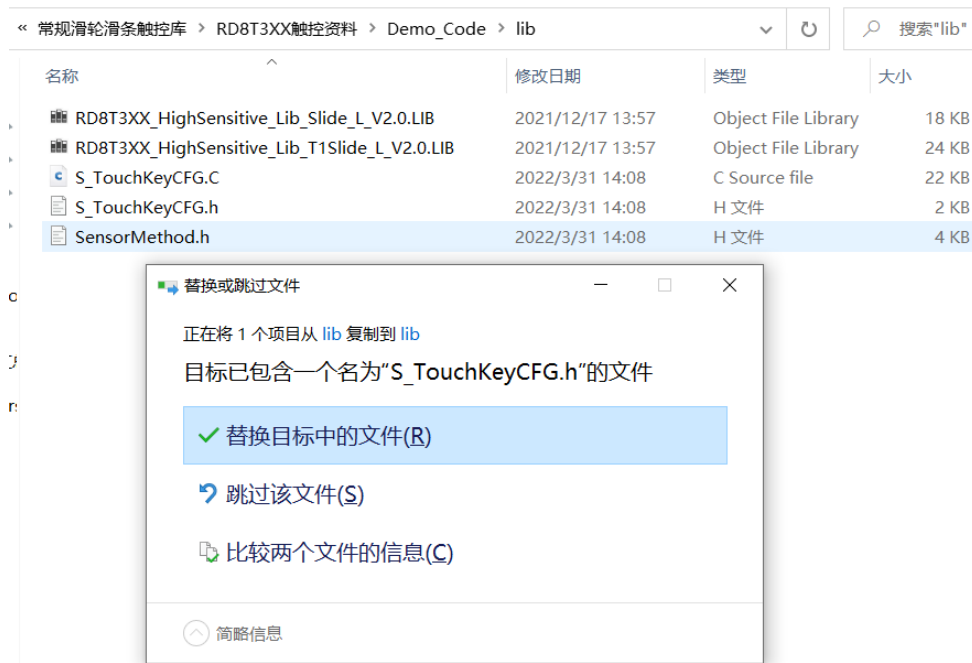 « 常规滑轮滑条触控库 › RD8T3XX触控资料 › Demo_Code › lib 搜索"lib"
名称 修改日期 类型 大小
RD8T3XX_HighSensitive_Lib_Slide_L_V2.0.LIB 2021/12/17 13:57 Object File Library 18 KB
RD8T3XX_HighSensitive_Lib_T1Slide_L_V2.0.LIB 2021/12/17 13:57 Object File Library 24 KB
S_TouchKeyCFG.C 2022/3/31 14:08 C Source file 22 KB
S_TouchKeyCFG.h 2022/3/31 14:08 H 文件 2 KB
SensorMethod.h 2022/3/31 14:08 H 文件 4 KB
替换或跳过文件
正在将 1 个项目从 lib 复制到 lib
目标已包含一个名为“S_TouchKeyCFG.h”的文件
替换目标中的文件(R)
跳过该文件(S)
比较两个文件的信息(C)
简略信息